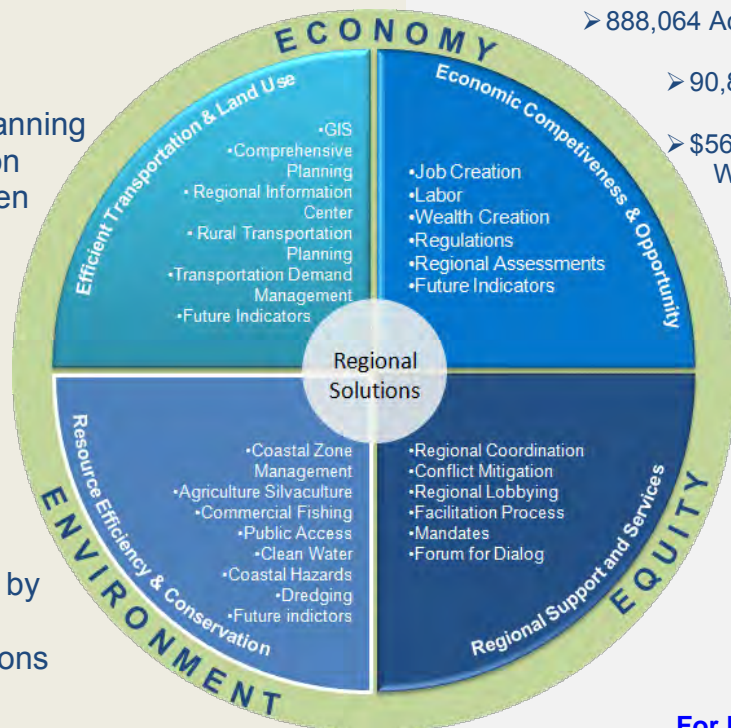 ECONOMY
Efficient Transportation & Land Use
•GIS
•Comprehensive
Planning
• Regional Information
Center
• Rural Transportation
Planning
•Transportation Demand
Management
•Future Indicators
Economic Competiveness & Opportunity
•Job Creation
•Labor
•Wealth Creation
•Regulations
•Regional Assessments
•Future Indicators
Regional
Solutions
Resource Efficiency & Conservation
•Coastal Zone
Management
•Agriculture Silvaculture
•Commercial Fishing
•Public Access
•Clean Water
•Coastal Hazards
•Dredging
•Future indictors
ENVIRONMENT
•Regional Coordination
•Conflict Mitigation
•Regional Lobbying
•Facilitation Process
•Mandates
•Forum for Dialog
Regional Support and Services
EQUITY
by
➢ 888,064
➢
➢
For